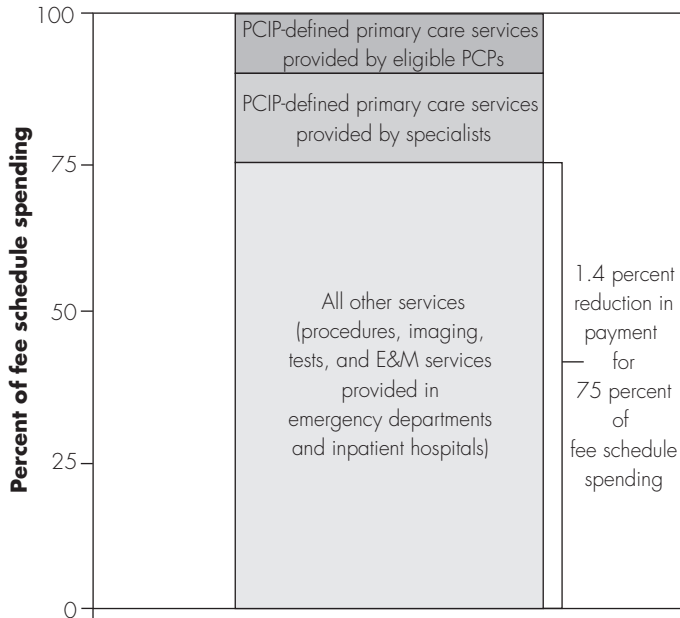 Percent of fee schedule spending
100
75
50
25
0
PCIP-defined primary care services
provided by eligible PCPs
PCIP-defined primary care services
provided by specialists
All other services
(procedures, imaging,
tests, and E&M services
provided in
emergency departments
and inpatient hospitals)
1.4 percent
reduction in
payment
for
75 percent
of
fee schedule
spending